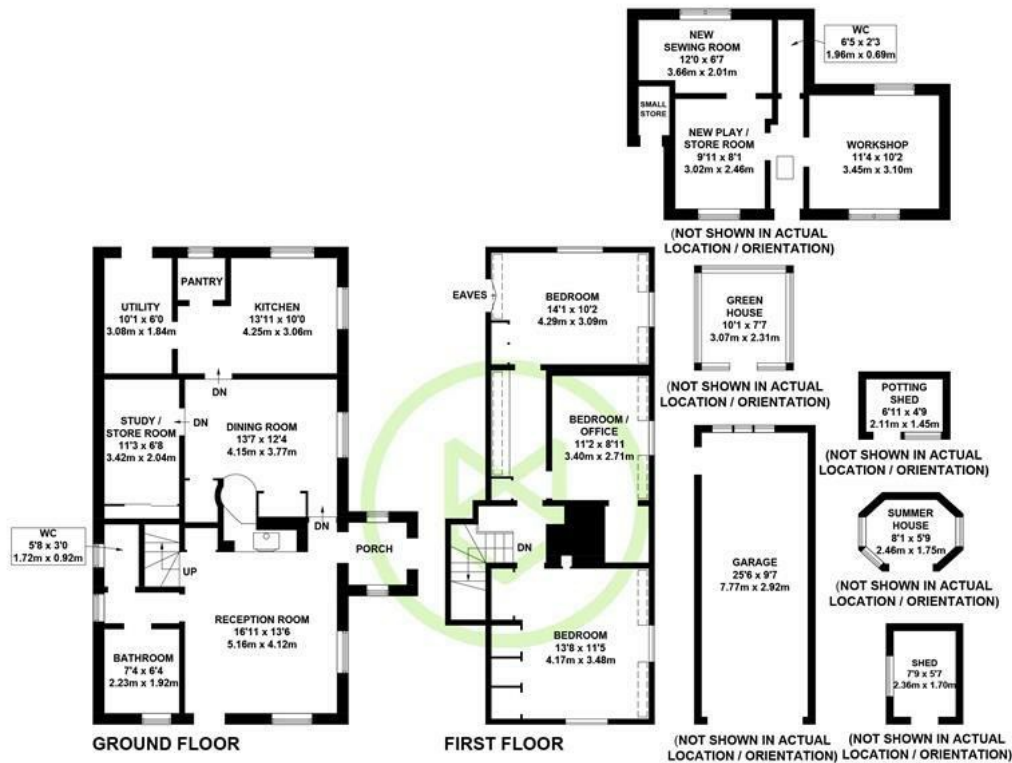 WC
6'5 x 2'3
1.96m x 0.69m
NEW
SEWING ROOM
12'0 x 6'7
3.66m x 2.01m
SMALL
STORE
NEW PLAY /
STORE ROOM
9'11 x 8'1
3.02m x 2.46m
WORKSHOP
11'4 x 10'2
3.45m x 3.10m
(NOT SHOWN IN ACTUAL
LOCATION / ORIENTATION)
UTILITY
10'1 x 6'0
3.08m x 1.84m
PANTRY
KITCHEN
13'11 x 10'0
4.25m x 3.06m
DN
STUDY /
STORE ROOM
11'3 x 6'8
3.42m x 2.04m
DN
DINING ROOM
13'7 x 12'4
4.15m x 3.77m
DN
WC
5'8 x 3'0
1.72m x 0.92m
UP
PORCH
RECEPTION ROOM
16'11 x 13'6
5.16m x 4.12m
BATHROOM
7'4 x 6'4
2.23m x 1.92m
GROUND FLOOR
EAVES
BEDROOM
14'1 x 10'2
4.29m x 3.09m
BEDROOM /
OFFICE
11'2 x 8'11
3.40m x 2.71m
DN
BEDROOM
13'8 x 11'5
4.17m x 3.48m
FIRST FLOOR
GREEN
HOUSE
10'1 x 7'7
3.07m x 2.31m
(NOT SHOWN IN ACTUAL
LOCATION / ORIENTATION)
POTTING
SHED
6'11 x 4'9
2.11m x 1.45m
(NOT SHOWN IN ACTUAL
LOCATION / ORIENTATION)
SUMMER
HOUSE
8'1 x 5'9
2.46m x 1.75m
(NOT SHOWN IN ACTUAL
LOCATION / ORIENTATION)
GARAGE
25'6 x 9'7
7.77m x 2.92m
(NOT SHOWN IN ACTUAL
LOCATION / ORIENTATION)
SHED
7'9 x 5'7
2.36m x 1.70m
(NOT SHOWN IN ACTUAL
LOCATION / ORIENTATION)